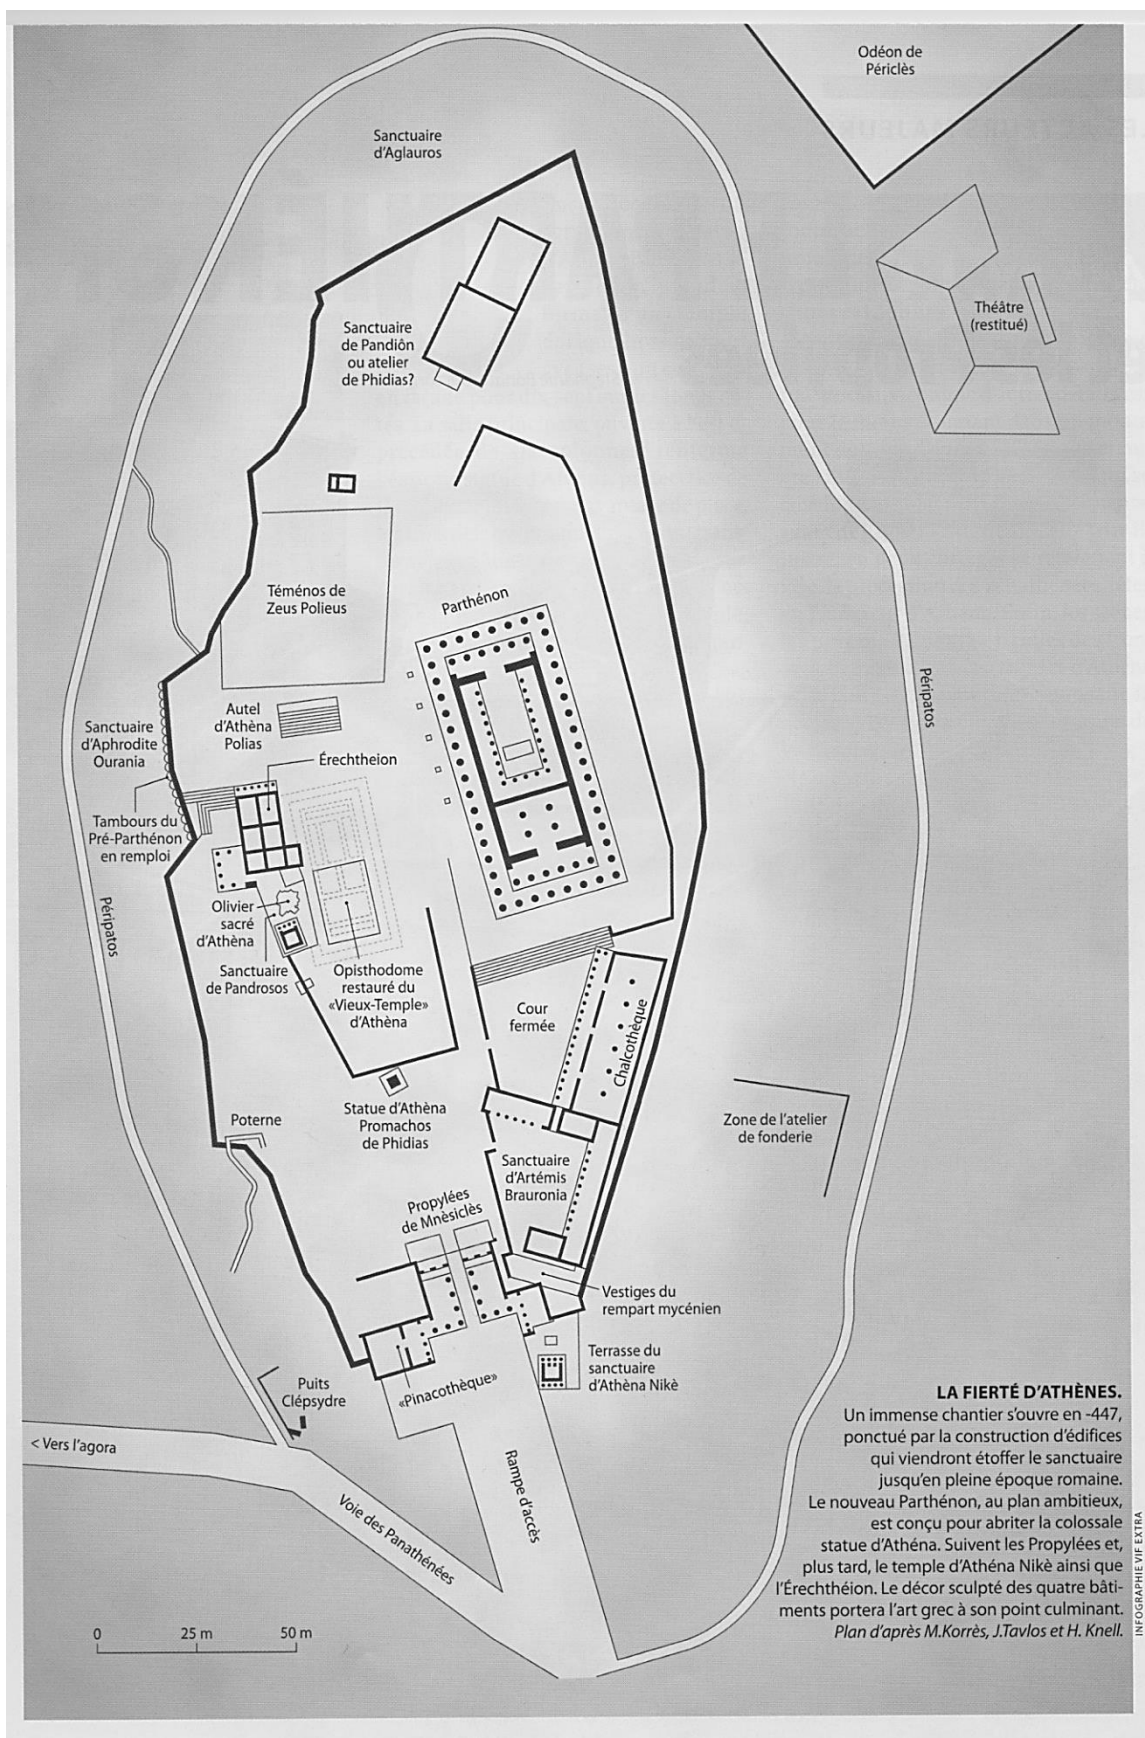 Odéon de
Périclès
Sanctuaire
d'Aglauros
Théâtre
(restitué)
Sanctuaire
de Pandiôn
ou atelier
de Phidias?
Téménos de
Zeus Polieus
Parthénon
Péripatos
Autel
d'Athèna
Polias
Sanctuaire
d'Aphrodite
Ourania
Érechtheion
Tambours du
Pré-Parthénon
en remploi
Péripatos
Olivier
sacré
d'Athèna
Sanctuaire
de Pandrosos
Opisthodome
restauré du
«Vieux-Temple»
d'Athèna
Cour
fermée
Chalcothèque
Statue d'Athèna
Promachos
de Phidias
Poterne
Zone de l'atelier
de fonderie
Sanctuaire
d'Artémis
Brauronia
Propylées
de Mnèsiclès
Vestiges du
rempart mycénien
Terrasse du
sanctuaire
d'Athèna Nikè
«Pinacothèque»
Puits
Clépsydre
< Vers l'agora
Voie des Panathénées
Rampe d'accès
0 25 m 50 m
LA FIERTÉ D'ATHÈNES.
Un immense chantier s'ouvre en -447,
ponctué par la construction d'édifices
qui viendront étoffer le sanctuaire
jusqu'en pleine époque romaine.
Le nouveau Parthénon, au plan ambitieux,
est conçu pour abriter la colossale
statue d'Athéna. Suivent les Propylées et,
plus tard, le temple d'Athéna Nikè ainsi que
l'Érechthéion. Le décor sculpté des quatre bâti-
ments portera l'art grec à son point culminant.
Plan d'après M.Korrès, J.Tavlos et H. Knell.
INFOGRAPHIE VIF EXTRA